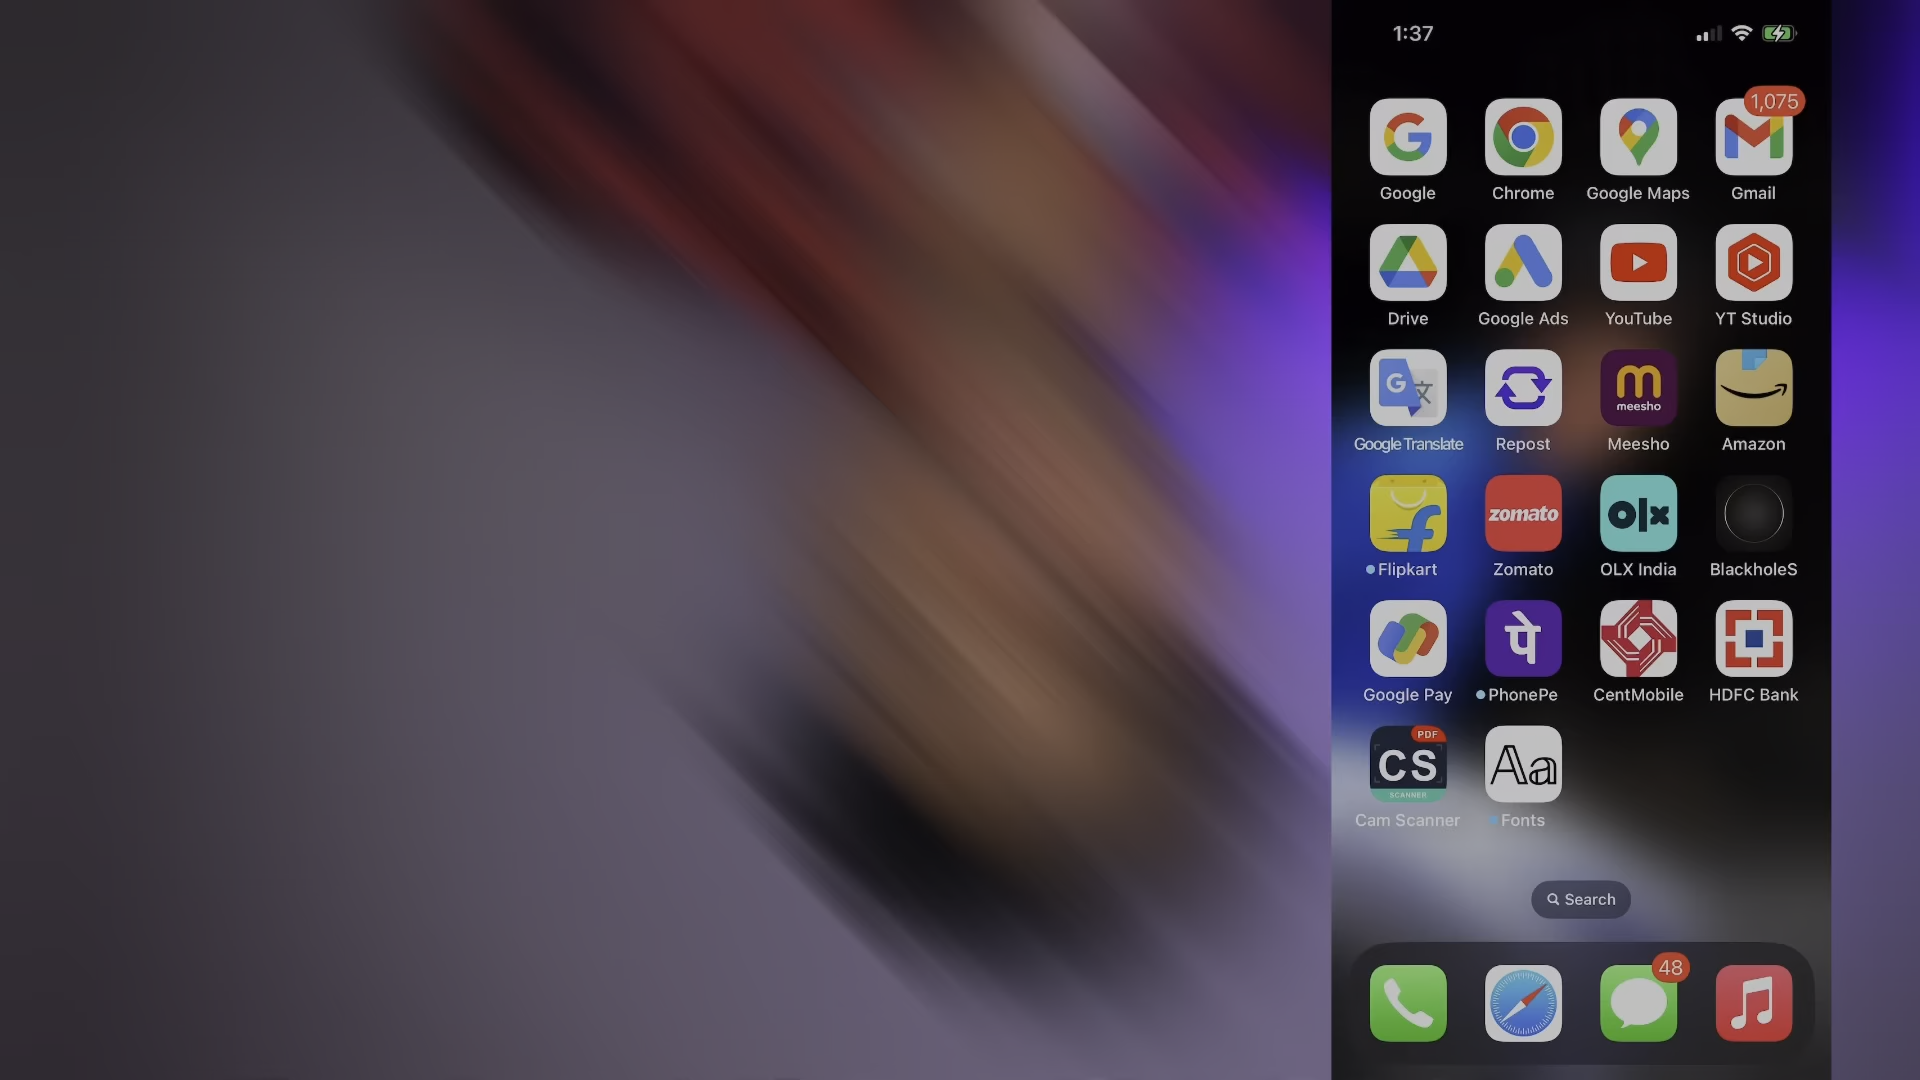 1:37
1,075
Google Chrome Google Maps Gmail
Drive Google Ads YouTube YT Studio
G 文
meesho
Google Translate Repost Meesho Amazon
zomato olx
Flipkart Zomato OLX India BlackholeS
पे
Google Pay PhonePe CentMobile HDFC Bank
PDF
CS Aa
SCANNER
Cam Scanner Fonts
Search
48